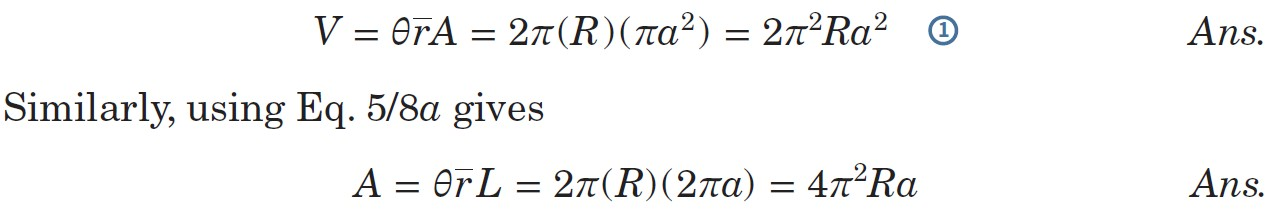 V = θr̅A = 2π(R)(πa²) = 2π²Ra² ① Ans.
Similarly, using Eq. 5/8a gives
A = θr̅L = 2π(R)(2πa) = 4π²Ra Ans.